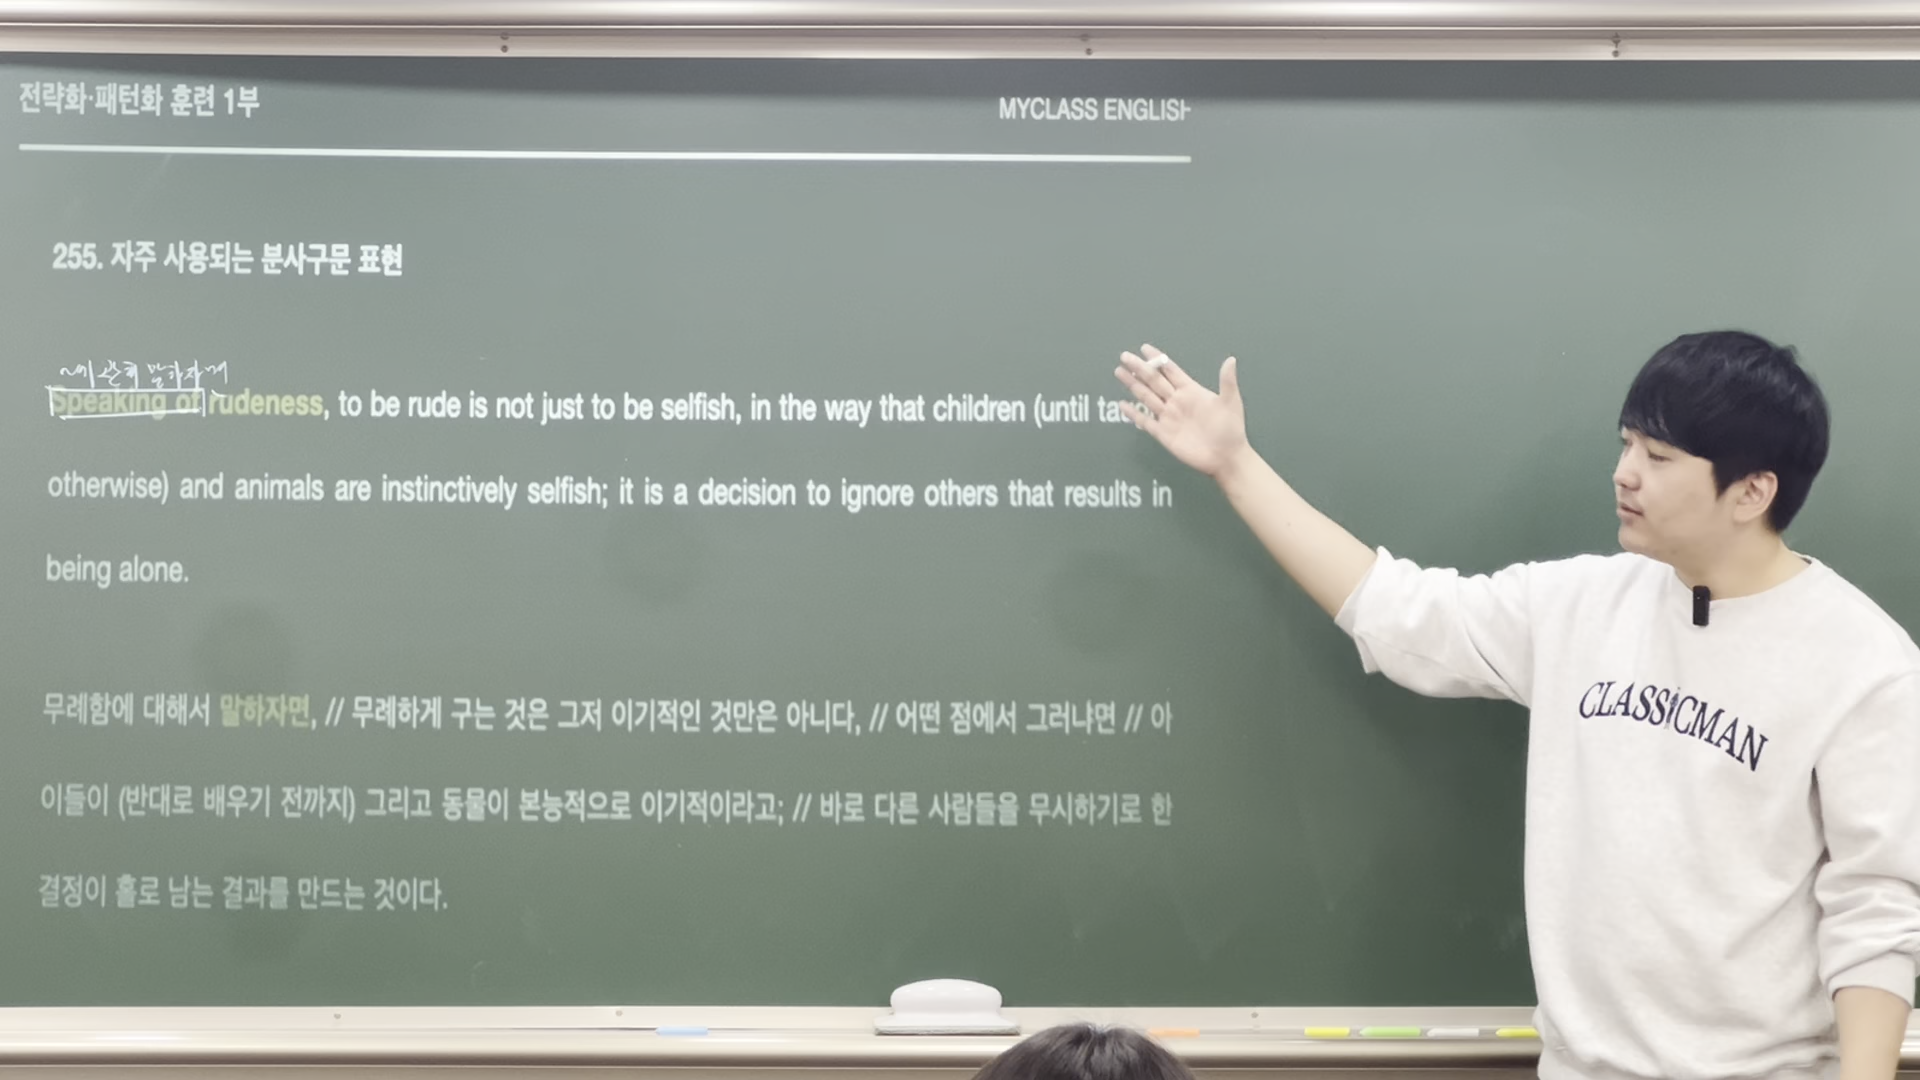 전략화·패턴화 훈련 1부
MYCLASS ENGLISH
255. 자주 사용되는 분사구문 표현
~에 관해 말하자면
Speaking of rudeness, to be rude is not just to be selfish, in the way that children (until
otherwise) and animals are instinctively selfish; it is a decision to ignore others that results in
being alone.
무례함에 대해서 말하자면, // 무례하게 구는 것은 그저 이기적인 것만은 아니다, // 어떤 점에서 그러냐면 // 아
이들이 (반대로 배우기 전까지) 그리고 동물이 본능적으로 이기적이라고; // 바로 다른 사람들을 무시하기로 한
결정이 홀로 남는 결과를 만드는 것이다.
CLASSICMAN